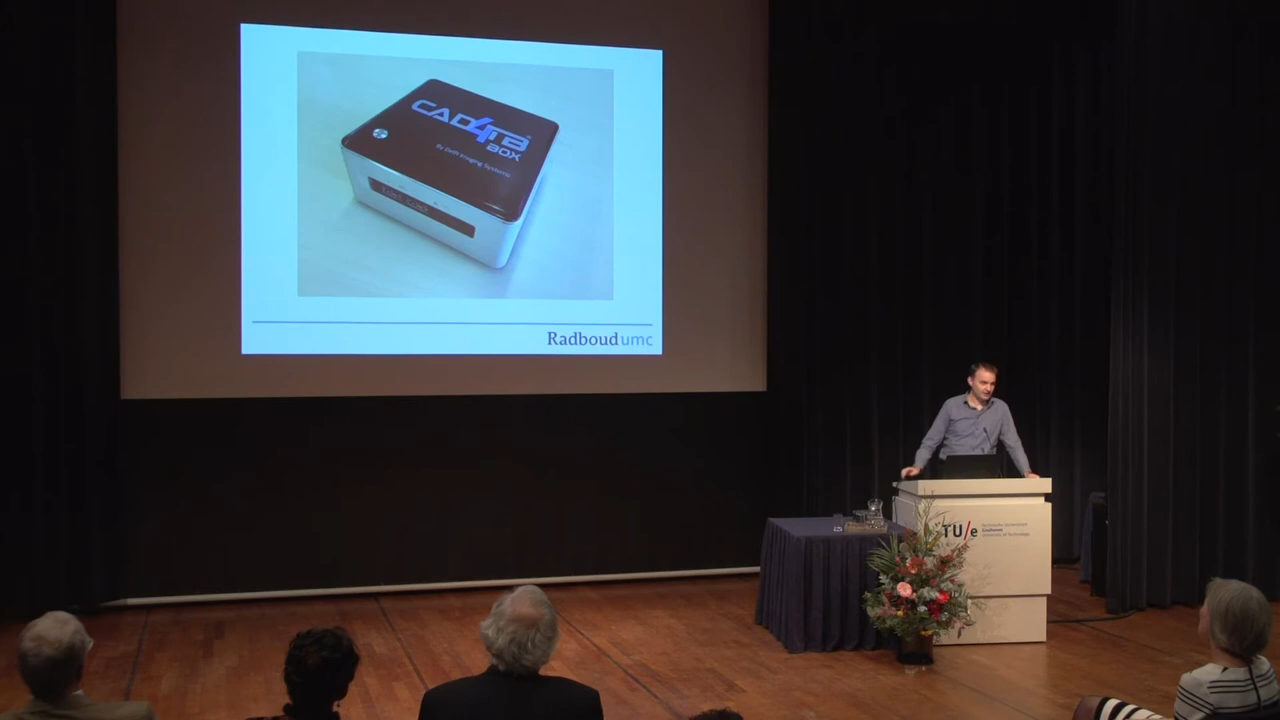 CAD4TB
BOX
By Delft Imaging Systems
Radboudumc
TU/e
Technische Universiteit
Eindhoven
University of Technology